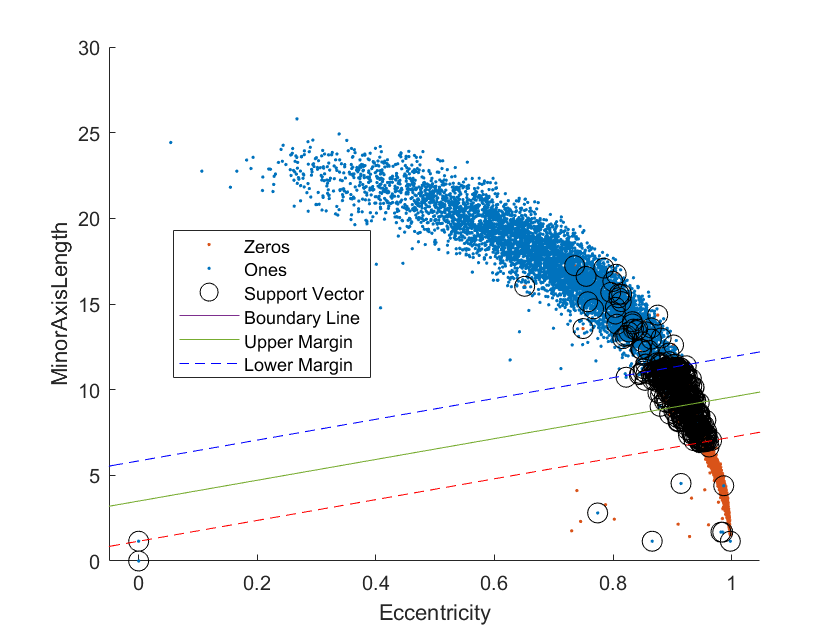 30
25
20
15
10
5
0
MinorAxisLength
Zeros
Ones
Support Vector
Boundary Line
Upper Margin
Lower Margin
0 0.2 0.4 0.6 0.8 1
Eccentricity